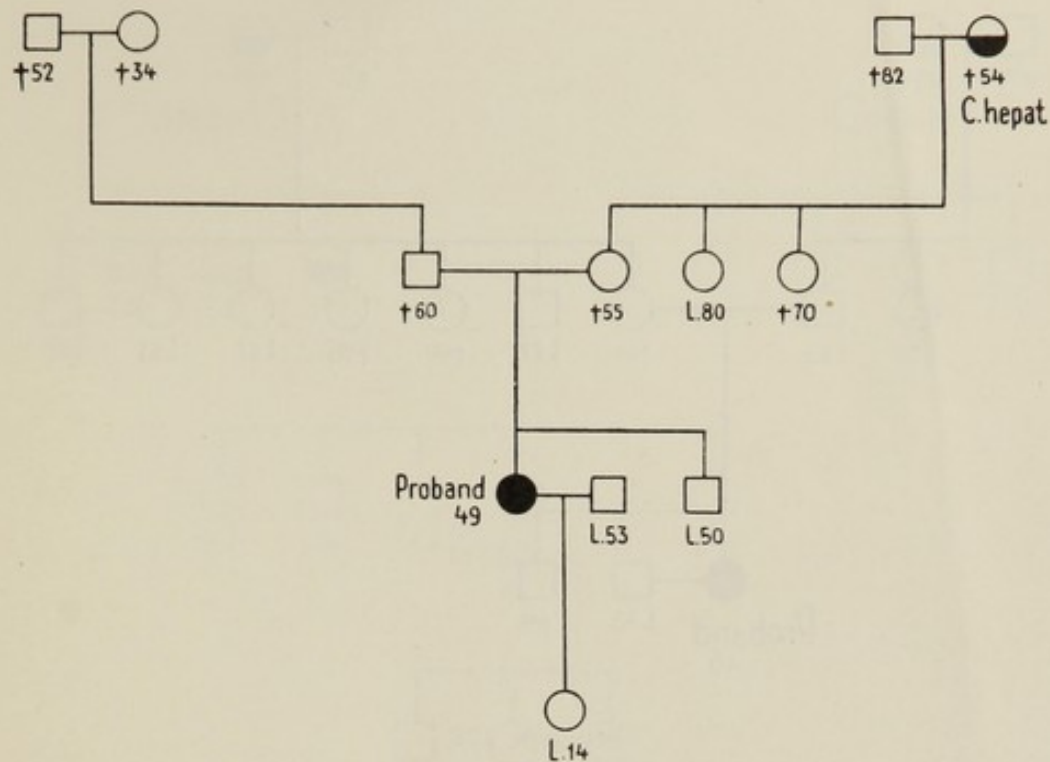 †52 †34 †82 †54
C.hepat
†60 †55 L.80 †70
Proband
49
L.53 L.50
L.14